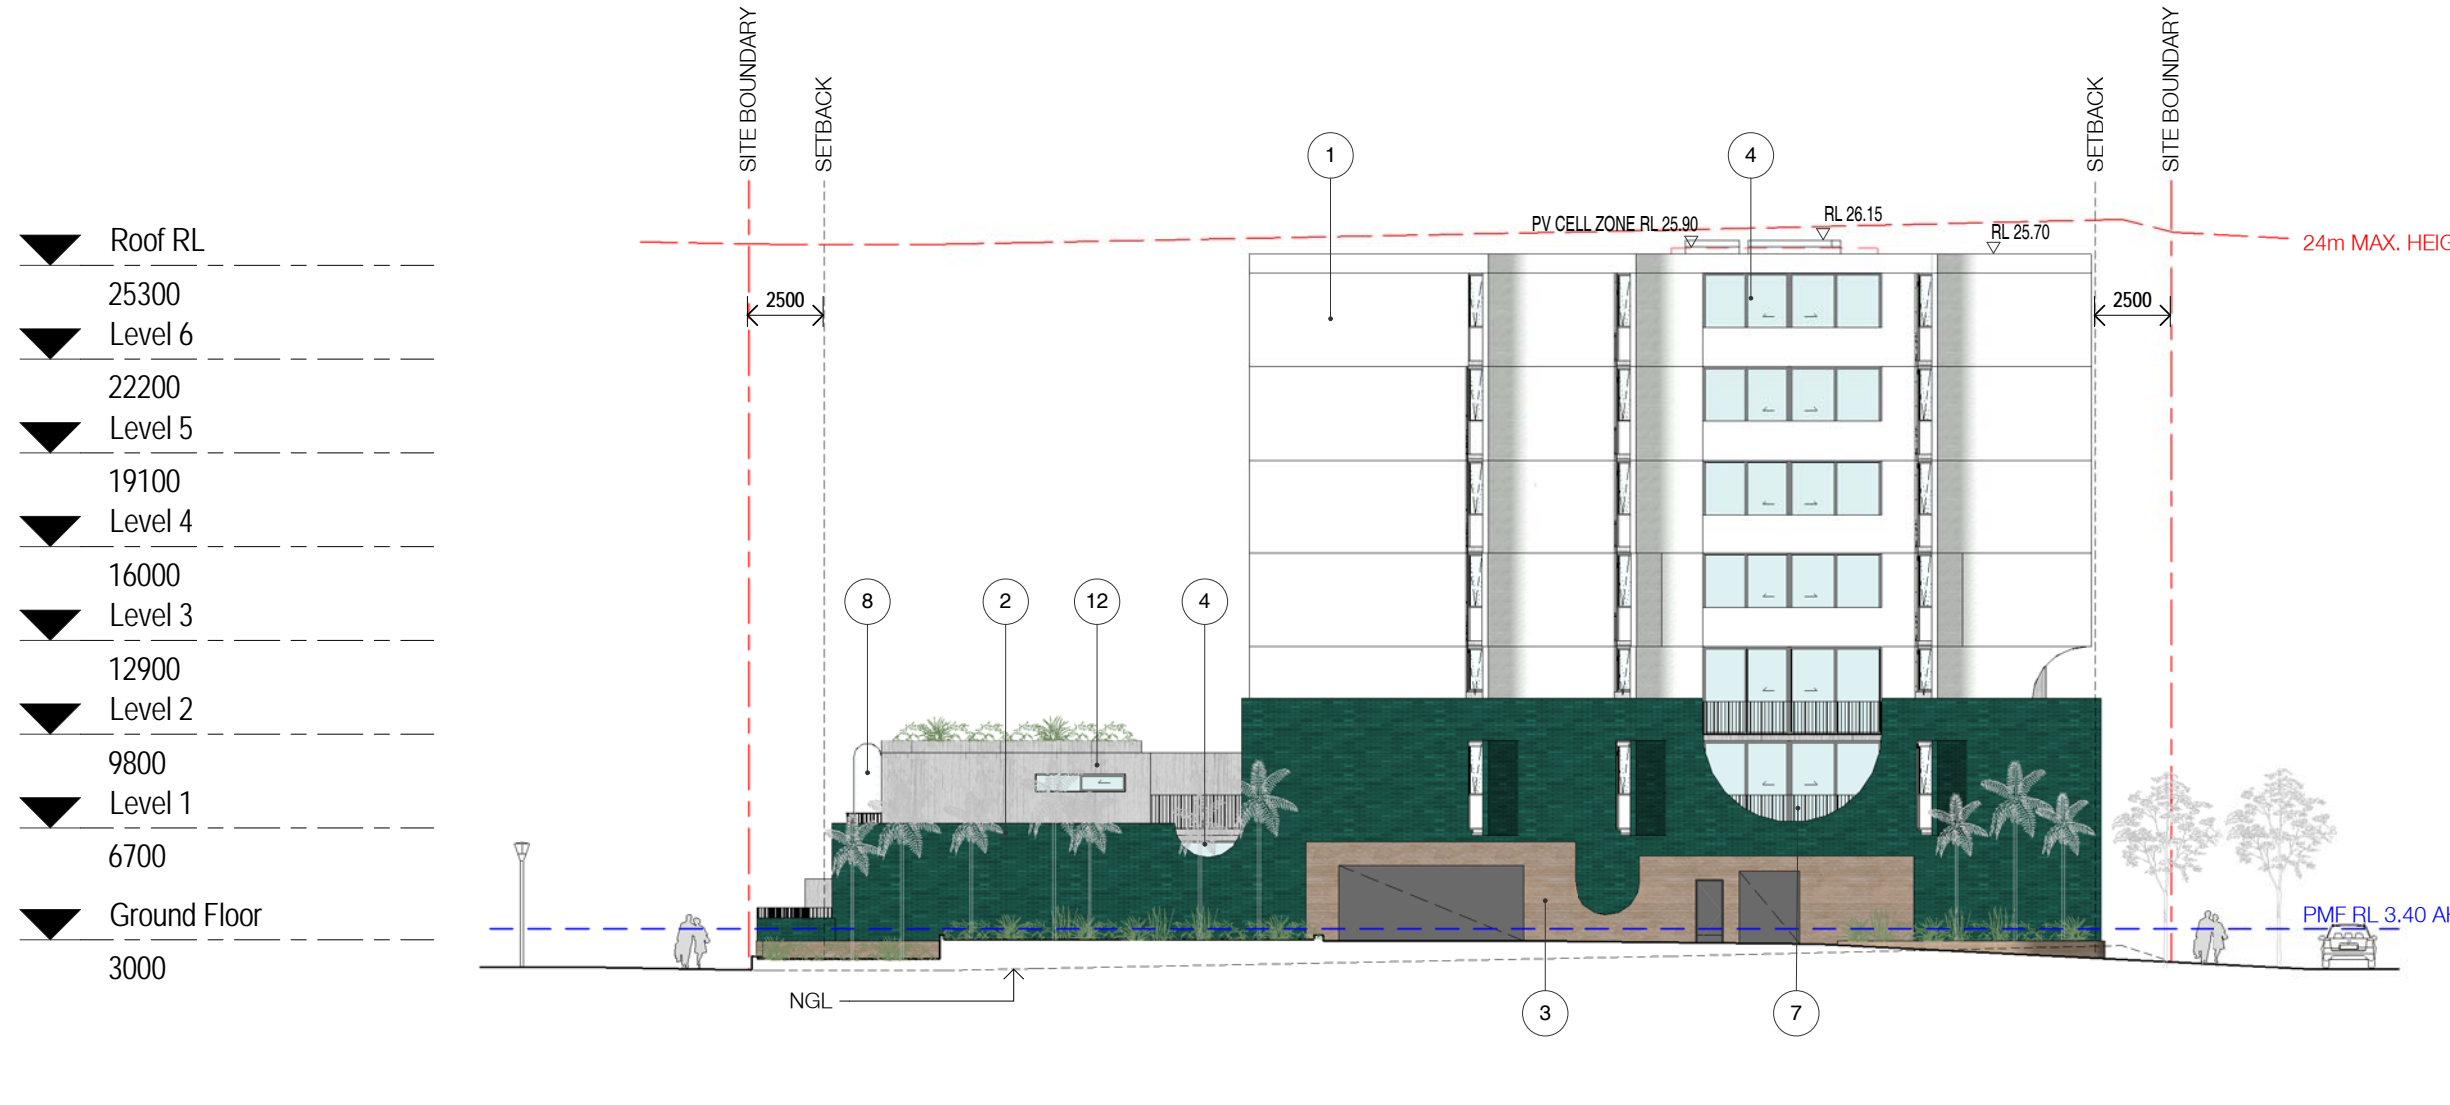 SITE BOUNDARY
SETBACK
SETBACK
SITE BOUNDARY
1
4
PV CELL ZONE RL 25.90
RL 26.15
RL 25.70
24m MAX. HEIG
Roof RL
25300
2500
2500
Level 6
22200
Level 5
19100
Level 4
16000
Level 3
12900
Level 2
9800
Level 1
6700
Ground Floor
3000
8
2
12
4
PMF RL 3.40 AH
NGL
3
7